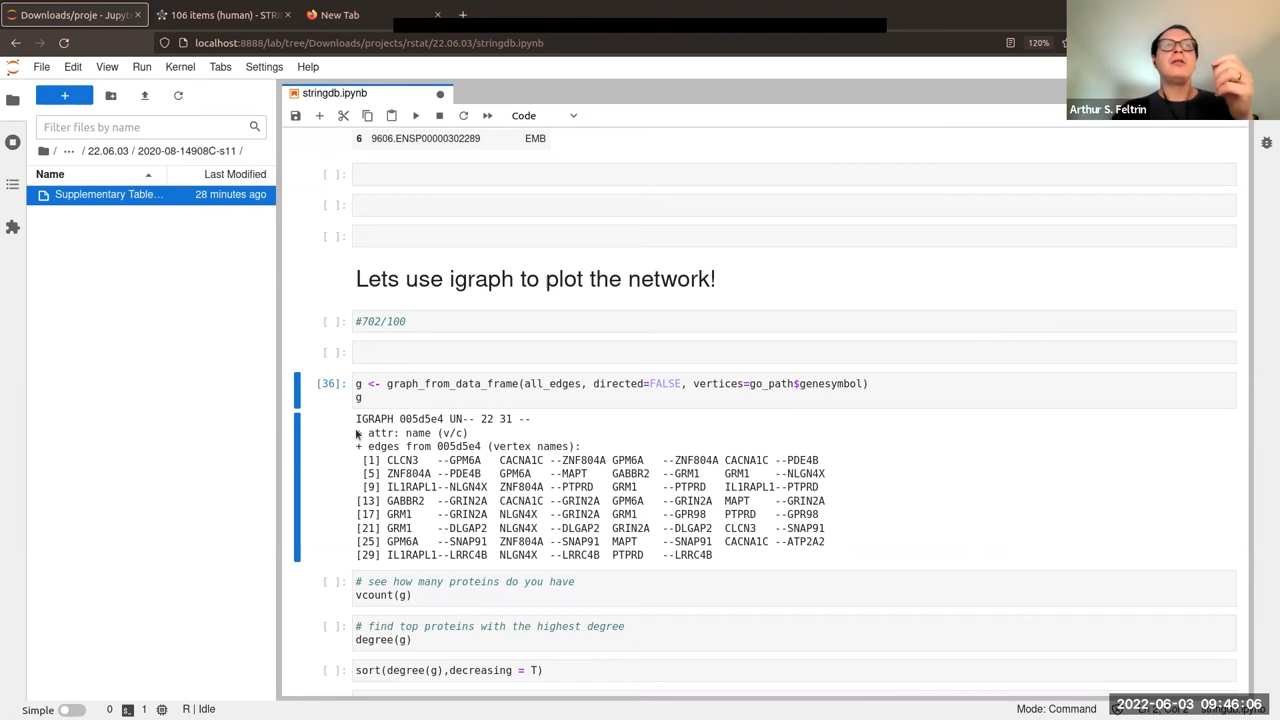 Downloads/proje - Jupyt
106 items (human) - STRI
New Tab
localhost:8888/lab/tree/Downloads/projects/rstat/22.06.03/stringdb.ipynb
120%
File Edit View Run Kernel Tabs Settings Help
Arthur S. Feltrin
stringdb.ipynb
Filter files by name
Code
/ ... / 22.06.03 / 2020-08-14908C-s11 /
Name Last Modified
Supplementary Table... 28 minutes ago
6 9606.ENSP00000302289 EMB
[ ]:
[ ]:
[ ]:
Lets use igraph to plot the network!
[ ]: #702/100
[ ]:
[36]: g <- graph_from_data_frame(all_edges, directed=FALSE, vertices=go_path$genesymbol)
g
IGRAPH 005d5e4 UN-- 22 31 --
attr: name (v/c)
+ edges from 005d5e4 (vertex names):
[1] CLCN3 --GPM6A CACNA1C --ZNF804A GPM6A --ZNF804A CACNA1C --PDE4B
[5] ZNF804A --PDE4B GPM6A --MAPT GABBR2 --GRM1 GRM1 --NLGN4X
[9] IL1RAPL1--NLGN4X ZNF804A --PTPRD GRM1 --PTPRD IL1RAPL1--PTPRD
[13] GABBR2 --GRIN2A CACNA1C --GRIN2A GPM6A --GRIN2A MAPT --GRIN2A
[17] GRM1 --GRIN2A NLGN4X --GRIN2A GRM1 --GPR98 PTPRD --GPR98
[21] GRM1 --DLGAP2 NLGN4X --DLGAP2 GRIN2A --DLGAP2 CLCN3 --SNAP91
[25] GPM6A --SNAP91 ZNF804A --SNAP91 MAPT --SNAP91 CACNA1C --ATP2A2
[29] IL1RAPL1--LRRC4B NLGN4X --LRRC4B PTPRD --LRRC4B
[ ]: # see how many proteins do you have
vcount(g)
[ ]: # find top proteins with the highest degree
degree(g)
[ ]: sort(degree(g),decreasing = T)
Simple 0 1 R | Idle
Mode: Command
2022-06-03 09:46:06